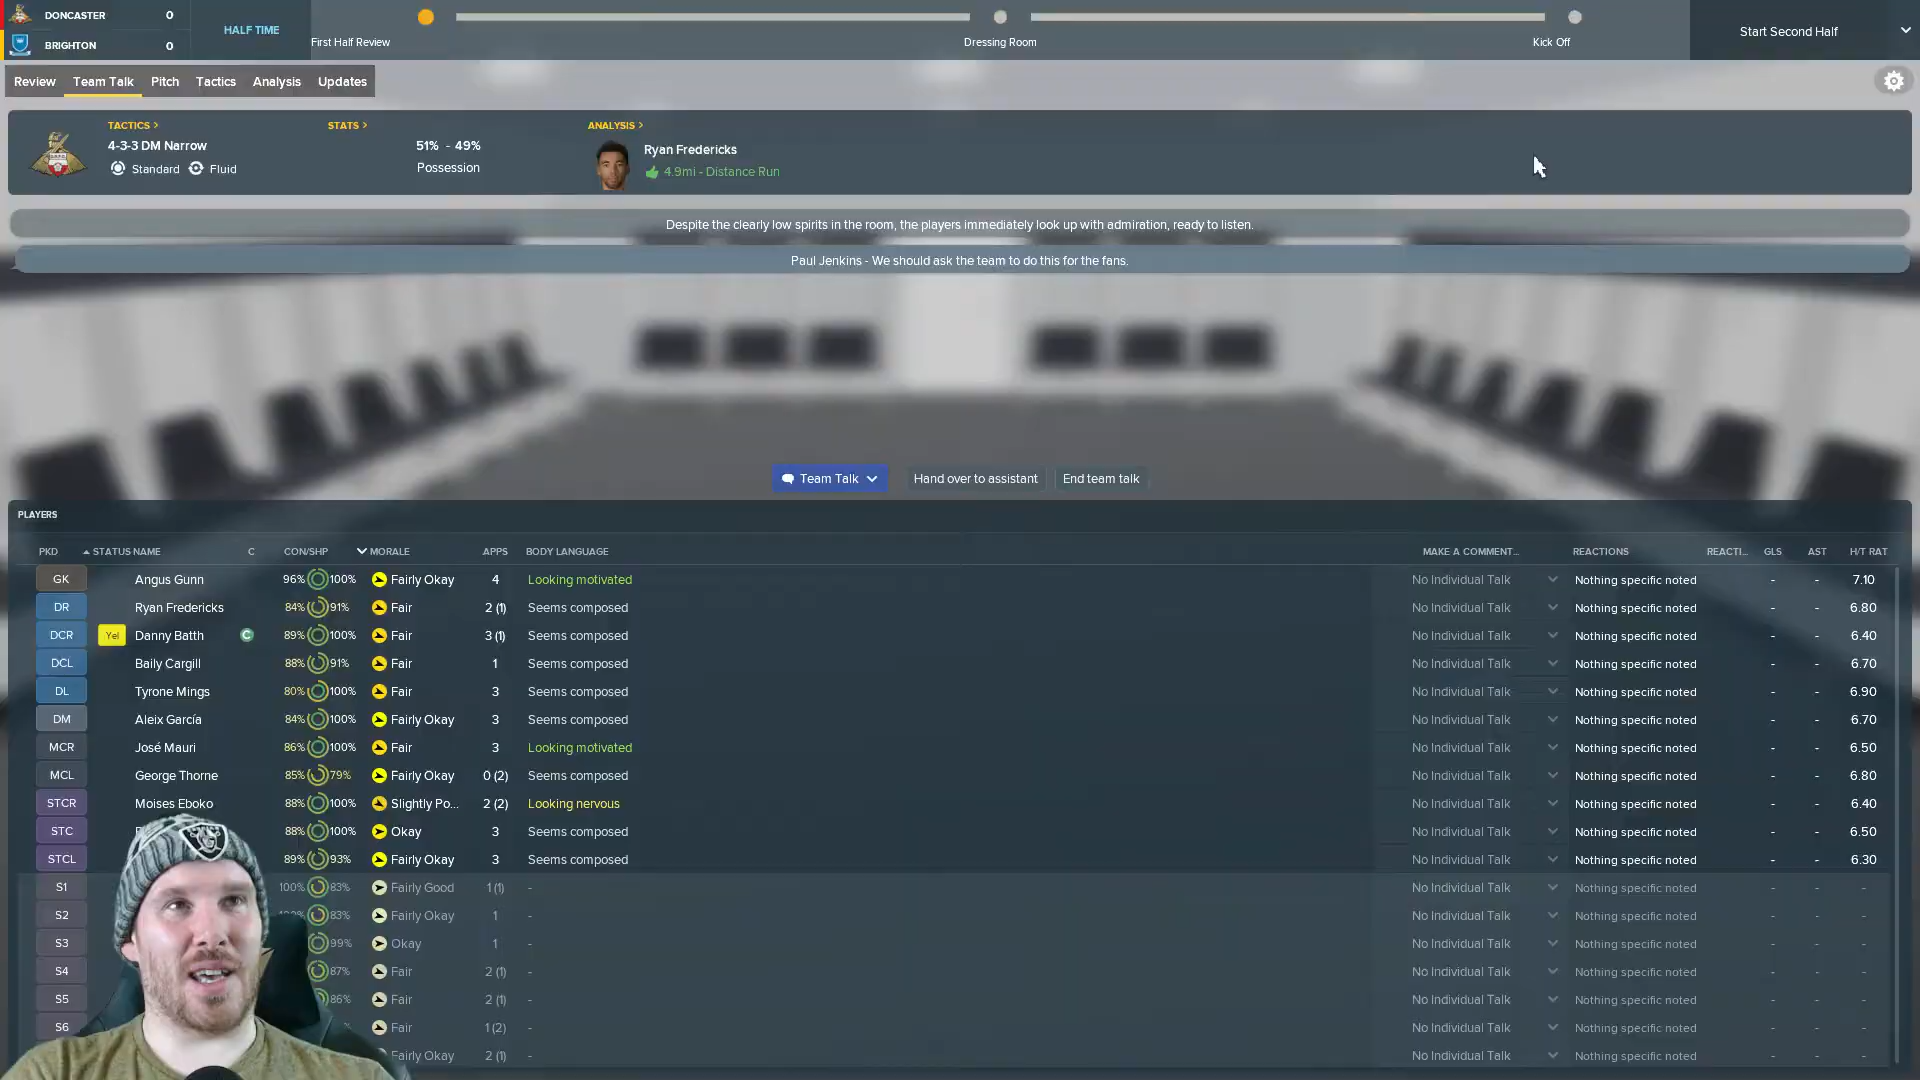 DONCASTER 0
BRIGHTON 0
HALF TIME
First Half Review
Dressing Room
Kick Off
Start Second Half
Review Team Talk Pitch Tactics Analysis Updates
TACTICS >
4-3-3 DM Narrow
Standard Fluid
STATS >
51% - 49%
Possession
ANALYSIS >
Ryan Fredericks
4.9mi - Distance Run
Despite the clearly low spirits in the room, the players immediately look up with admiration, ready to listen.
Paul Jenkins - We should ask the team to do this for the fans.
Team Talk Hand over to assistant End team talk
PLAYERS
PKD STATUS NAME C CON/SHP MORALE APPS BODY LANGUAGE MAKE A COMMENT... REACTIONS REACTI... GLS AST H/T RAT
GK Angus Gunn 96% 100% Fairly Okay 4 Looking motivated No Individual Talk Nothing specific noted - - 7.10
DR Ryan Fredericks 84% 91% Fair 2 (1) Seems composed No Individual Talk Nothing specific noted - - 6.80
DCR Yel Danny Batth C 89% 100% Fair 3 (1) Seems composed No Individual Talk Nothing specific noted - - 6.40
DCL Baily Cargill 88% 91% Fair 1 Seems composed No Individual Talk Nothing specific noted - - 6.70
DL Tyrone Mings 80% 100% Fair 3 Seems composed No Individual Talk Nothing specific noted - - 6.90
DM Aleix García 84% 100% Fairly Okay 3 Seems composed No Individual Talk Nothing specific noted - - 6.70
MCR José Mauri 86% 100% Fair 3 Looking motivated No Individual Talk Nothing specific noted - - 6.50
MCL George Thorne 85% 79% Fairly Okay 0 (2) Seems composed No Individual Talk Nothing specific noted - - 6.80
STCR Moises Eboko 88% 100% Slightly Po... 2 (2) Looking nervous No Individual Talk Nothing specific noted - - 6.40
STC 88% 100% Okay 3 Seems composed No Individual Talk Nothing specific noted - - 6.50
STCL 89% 93% Fairly Okay 3 Seems composed No Individual Talk Nothing specific noted - - 6.30
S1 100% 83% Fairly Good 1 (1) - No Individual Talk Nothing specific noted - - -
S2 83% Fairly Okay 1 - No Individual Talk Nothing specific noted - - -
S3 99% Okay 1 - No Individual Talk Nothing specific noted - - -
S4 87% Fair 2 (1) - No Individual Talk Nothing specific noted - - -
S5 86% Fair 2 (1) - No Individual Talk Nothing specific noted - - -
S6 Fair 1 (2) - No Individual Talk Nothing specific noted - - -
Fairly Okay 2 (1) - No Individual Talk Nothing specific noted - - -